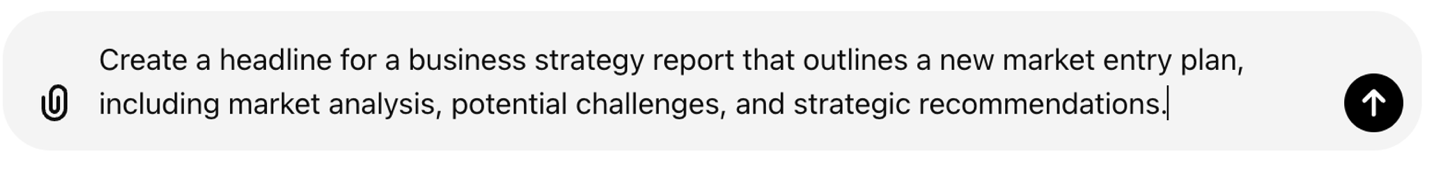 Create a headline for a business strategy report that outlines a new market entry plan,
including market analysis, potential challenges, and strategic recommendations.